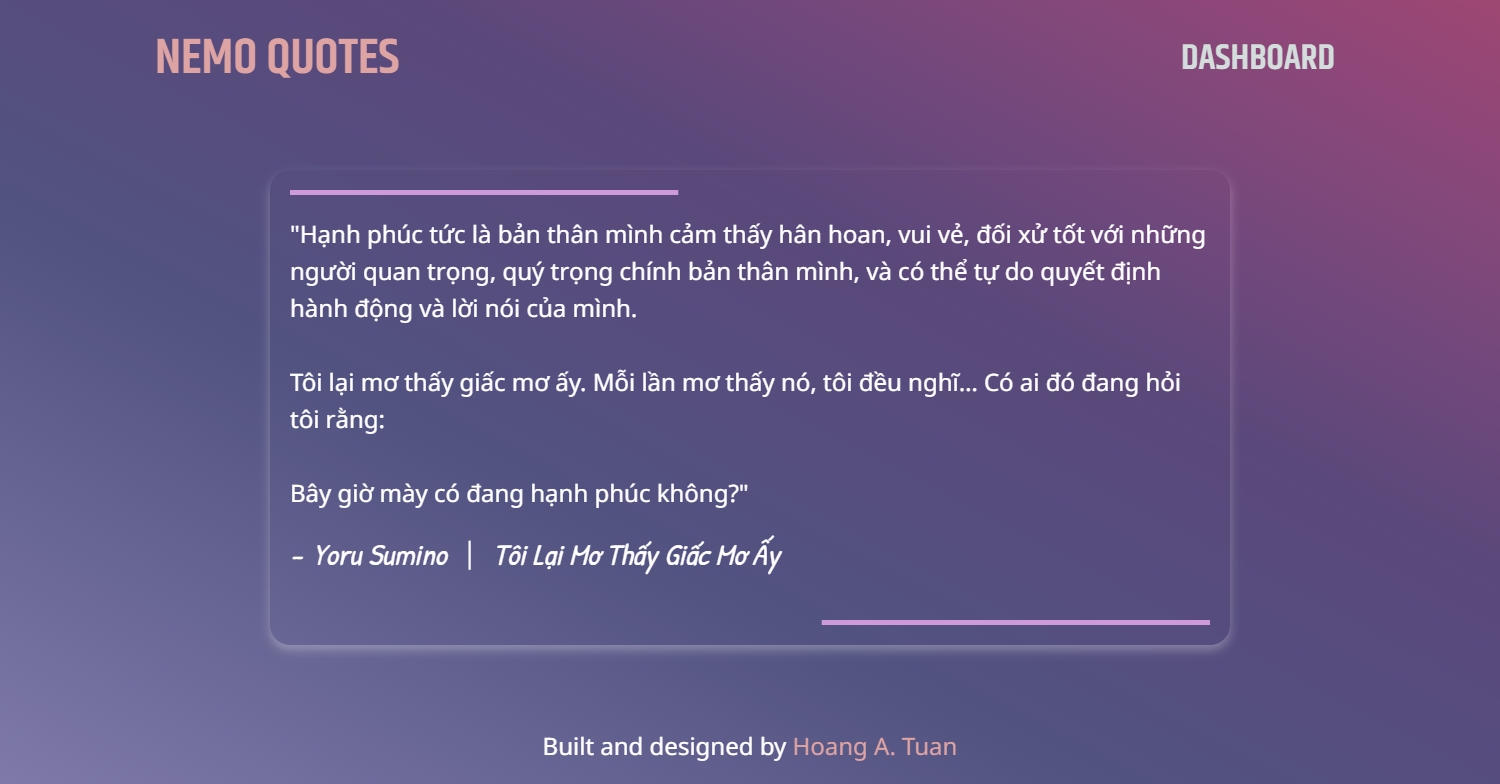 NEMO QUOTES
DASHBOARD
"Hạnh phúc tức là bản thân mình cảm thấy hân hoan, vui vẻ, đối xử tốt với những
người quan trọng, quý trọng chính bản thân mình, và có thể tự do quyết định
hành động và lời nói của mình.
Tôi lại mơ thấy giấc mơ ấy. Mỗi lần mơ thấy nó, tôi đều nghĩ... Có ai đó đang hỏi
tôi rằng:
Bây giờ mày có đang hạnh phúc không?"
– Yoru Sumino | Tôi Lại Mơ Thấy Giấc Mơ Ấy
Built and designed by Hoang A. Tuan